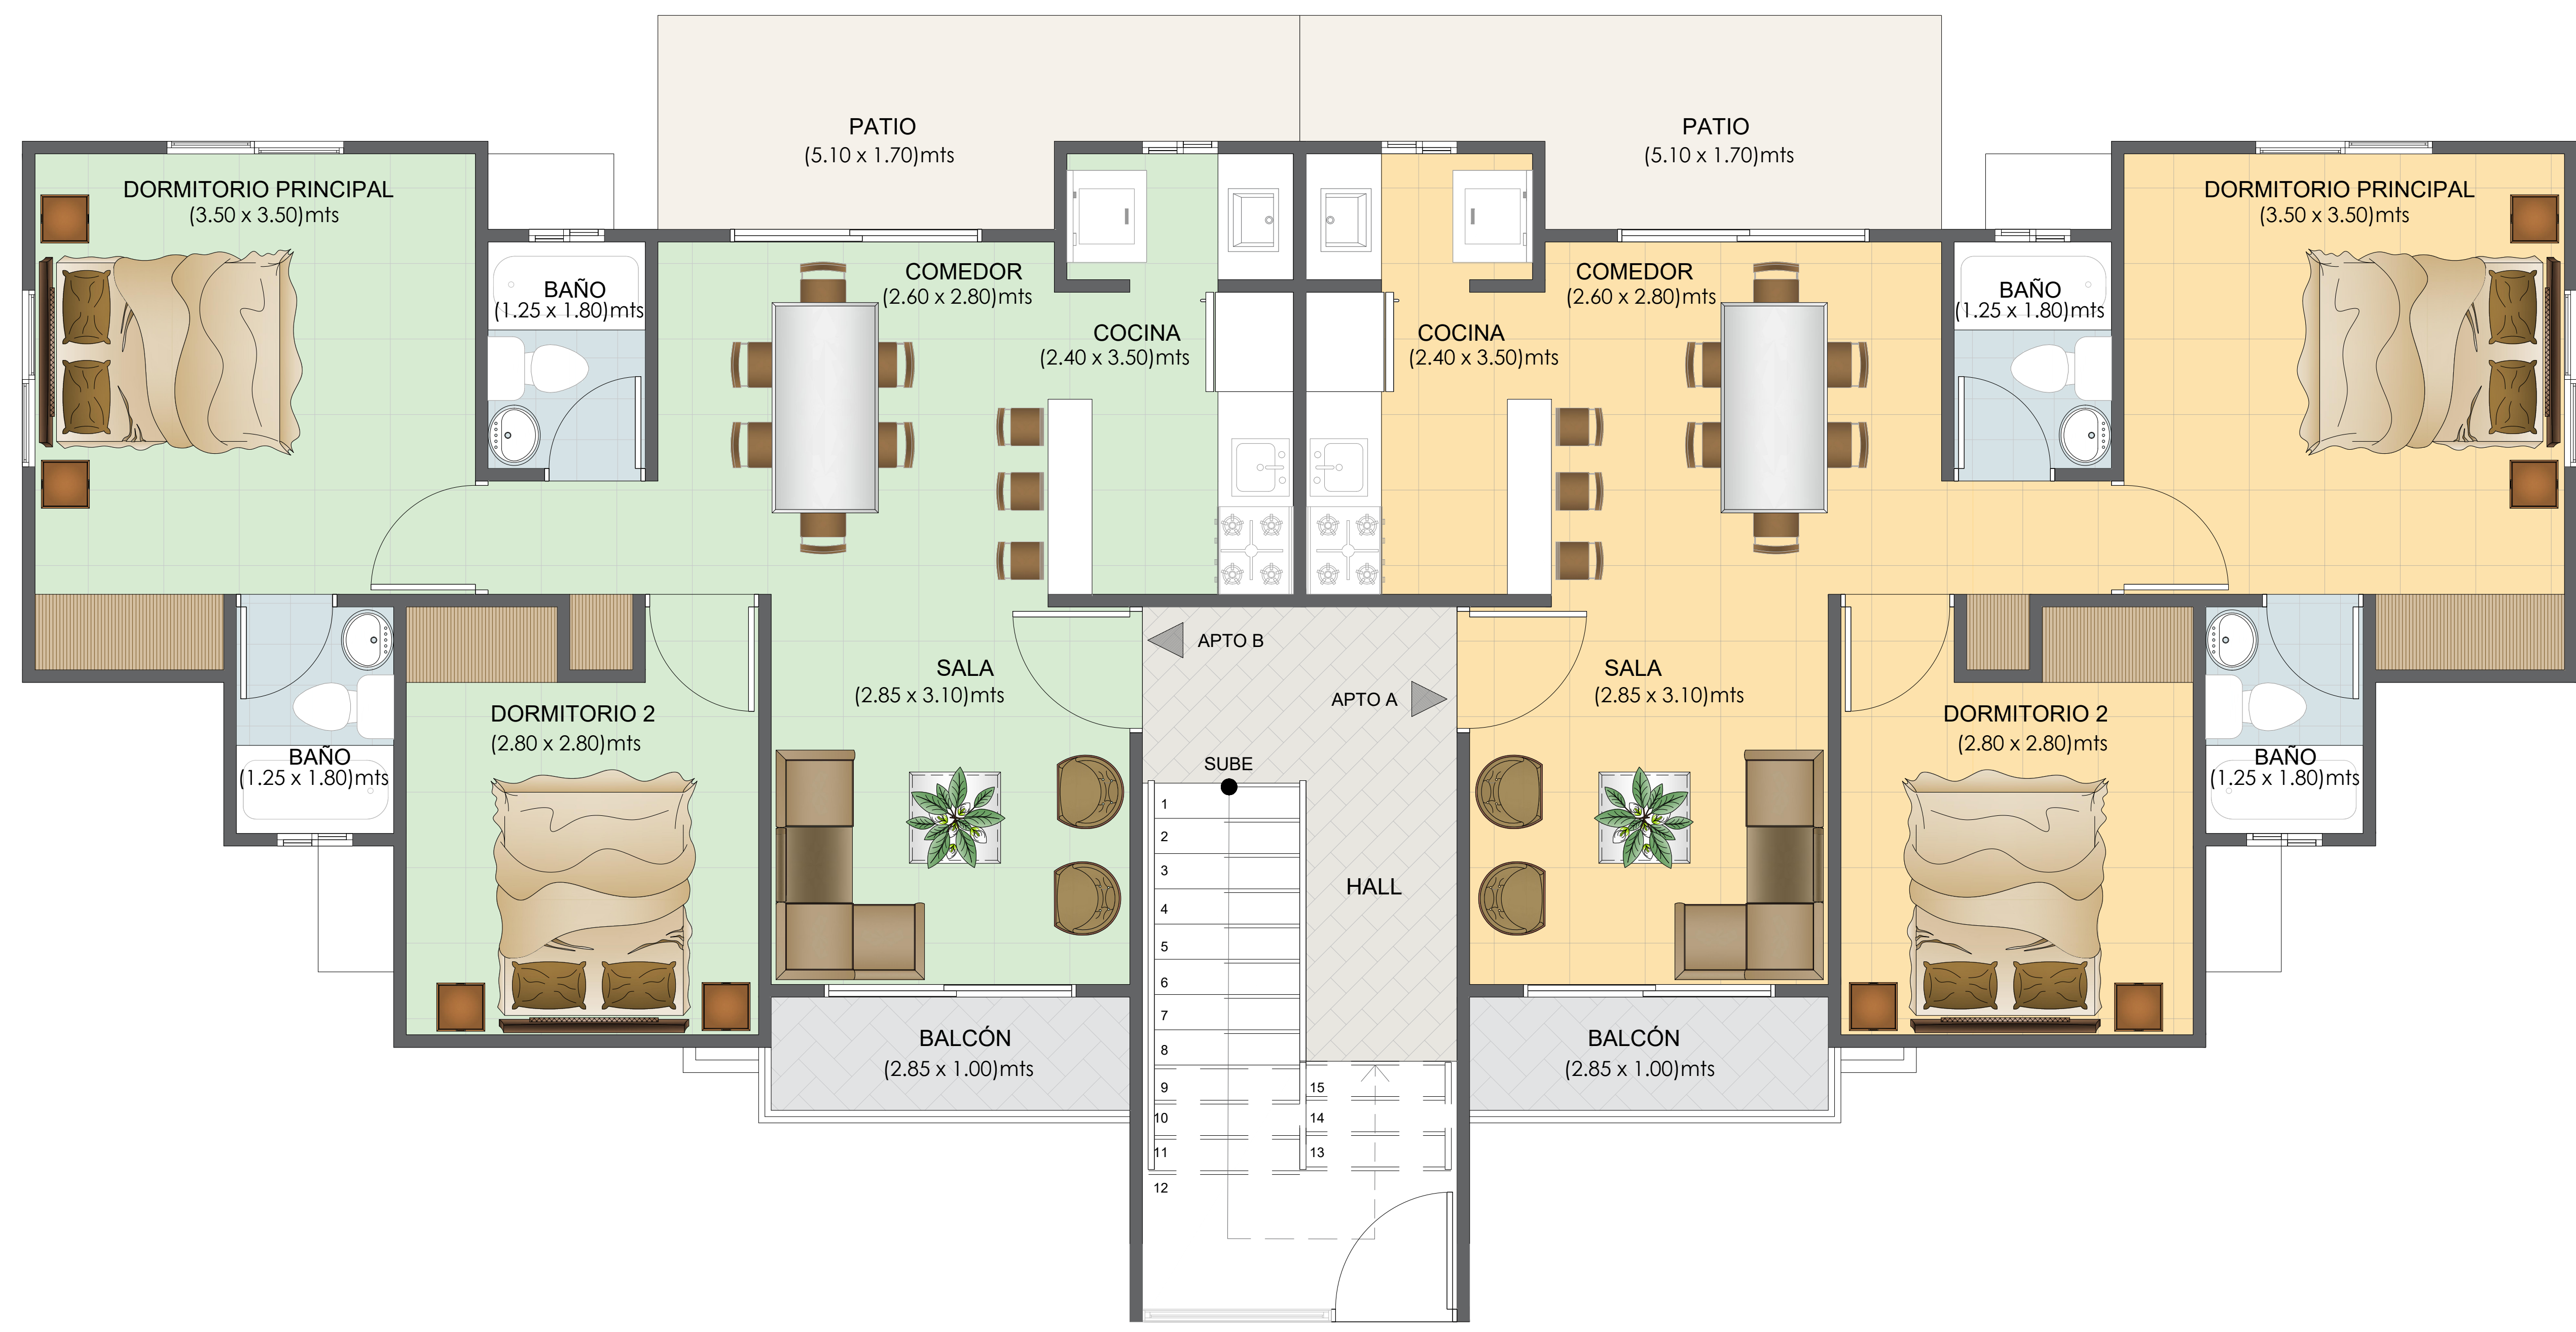 PATIO
(5.10 x 1.70)mts
PATIO
(5.10 x 1.70)mts
DORMITORIO PRINCIPAL
(3.50 x 3.50)mts
DORMITORIO PRINCIPAL
(3.50 x 3.50)mts
BAÑO
(1.25 x 1.80)mts
COMEDOR
(2.60 x 2.80)mts
COCINA
(2.40 x 3.50)mts
COMEDOR
(2.60 x 2.80)mts
COCINA
(2.40 x 3.50)mts
BAÑO
(1.25 x 1.80)mts
APTO B
APTO A
SALA
(2.85 x 3.10)mts
SALA
(2.85 x 3.10)mts
DORMITORIO 2
(2.80 x 2.80)mts
DORMITORIO 2
(2.80 x 2.80)mts
BAÑO
(1.25 x 1.80)mts
BAÑO
(1.25 x 1.80)mts
SUBE
1
2
3
4
5
6
7
8
9
10
11
12
13
14
15
HALL
BALCÓN
(2.85 x 1.00)mts
BALCÓN
(2.85 x 1.00)mts